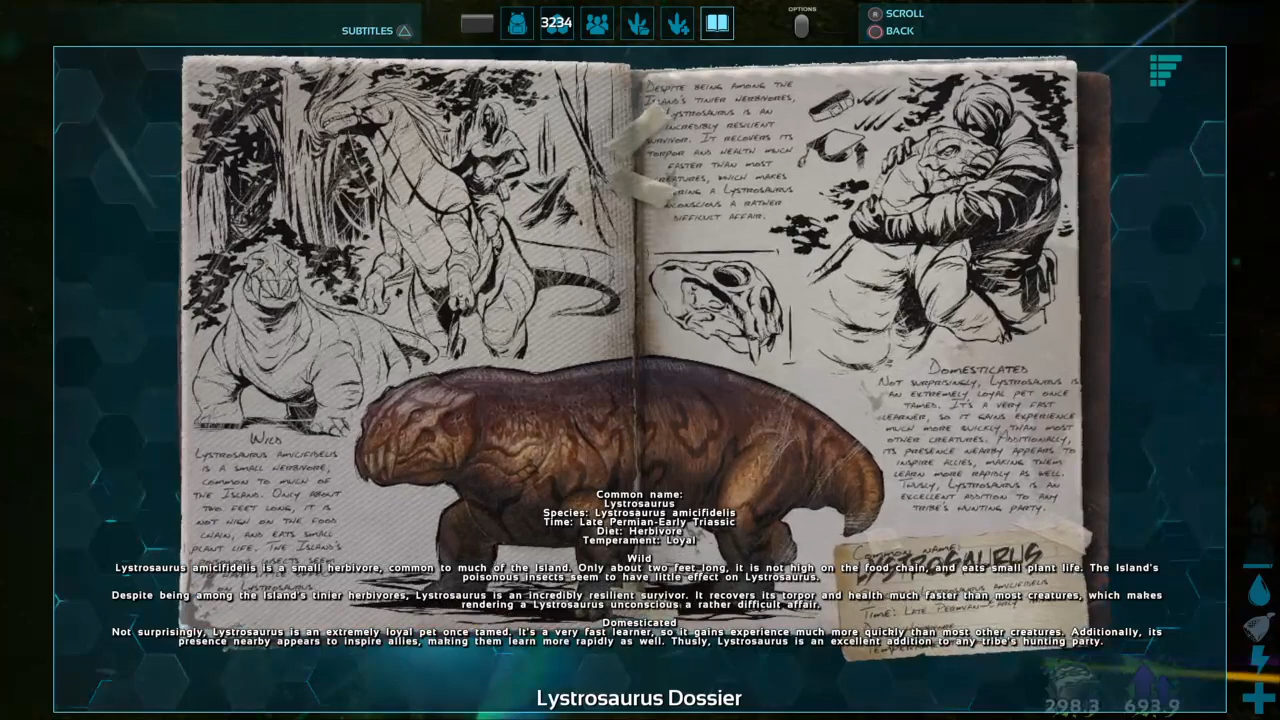 SUBTITLES
3234
OPTIONS
R SCROLL
BACK
DESPITE BEING AMONG THE
ISLAND'S TINIER HERBIVORES,
LYSTROSAURUS IS AN
INCREDIBLY RESILIENT
SURVIVOR. IT RECOVERS ITS
TORPOR AND HEALTH MUCH
FASTER THAN MOST
CREATURES, WHICH MAKES
RING A LYSTROSAURUS
NCONSCIOUS A RATHER
DIFFICULT AFFAIR.
WILD
LYSTROSAURUS AMICIFIDELIS
IS A SMALL HERBIVORE,
COMMON TO MUCH OF
THE ISLAND. ONLY ABOUT
TWO FEET LONG, IT IS
NOT HIGH ON THE FOOD
CHAIN, AND EATS SMALL
PLANT LIFE. THE ISLAND'S
DOMESTICATED
NOT SURPRISINGLY, LYSTROSAURUS IS
AN EXTREMELY LOYAL PET ONCE
TAMED. IT'S A VERY FAST
LEARNER, SO IT GAINS EXPERIENCE
MUCH MORE QUICKLY THAN MOST
OTHER CREATURES. ADDITIONALLY,
ITS PRESENCE NEARBY APPEARS TO
INSPIRE ALLIES, MAKING THEM
LEARN MORE RAPIDLY AS WELL.
THUSLY, LYSTROSAURUS IS AN
EXCELLENT ADDITION TO ANY
TRIBE'S HUNTING PARTY.
COMMON NAME:
LYSTROSAURUS
AMICIFIDELIS
TIME: LATE PERMIAN-EARLY
Common name:
Lystrosaurus
Species: Lystrosaurus amicifidelis
Time: Late Permian-Early Triassic
Diet: Herbivore
Temperament: Loyal
Wild
Lystrosaurus amicifidelis is a small herbivore, common to much of the Island. Only about two feet long, it is not high on the food chain, and eats small plant life. The Island's
poisonous insects seem to have little effect on Lystrosaurus.
Despite being among the Island's tinier herbivores, Lystrosaurus is an incredibly resilient survivor. It recovers its torpor and health much faster than most creatures, which makes
rendering a Lystrosaurus unconscious a rather difficult affair.
Domesticated
Not surprisingly, Lystrosaurus is an extremely loyal pet once tamed. It's a very fast learner, so it gains experience much more quickly than most other creatures. Additionally, its
presence nearby appears to inspire allies, making them learn more rapidly as well. Thusly, Lystrosaurus is an excellent addition to any tribe's hunting party.
Lystrosaurus Dossier
298.3
693.9